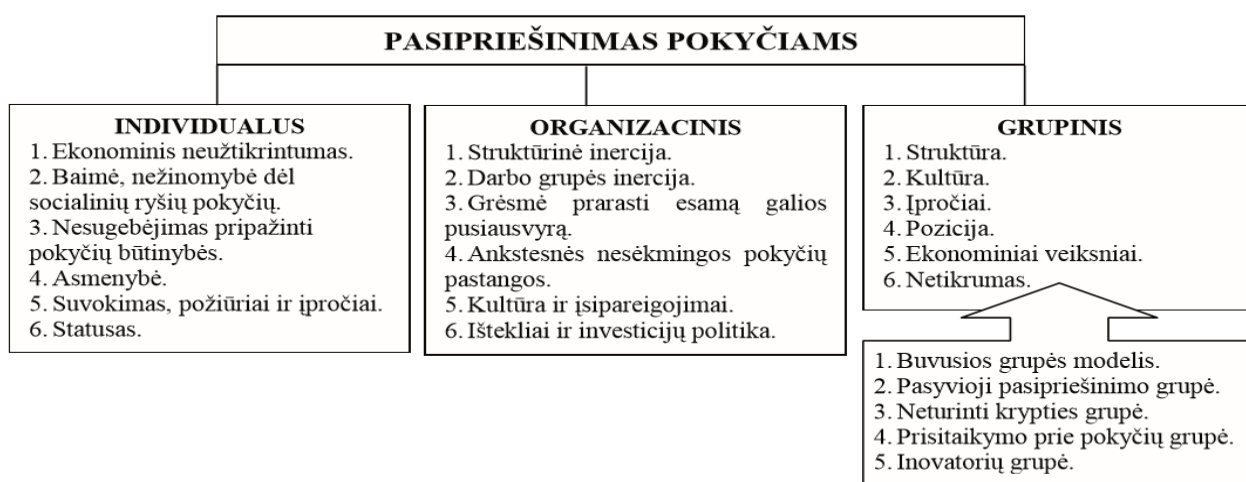 PASIPRIEŠINIMAS POKYČIAMS
INDIVIDUALUS
1. Ekonominis neužtikrintumas.
2. Baimė, nežinomybė dėl
socialinių ryšių pokyčių.
3. Nesugebėjimas pripažinti
pokyčių būtinybės.
4. Asmenybė.
5. Suvokimas, požiūriai ir įpročiai.
6. Statusas.
ORGANIZACINIS
1. Struktūrinė inercija.
2. Darbo grupės inercija.
3. Grėsmė prarasti esamą galios
pusiausvyrą.
4. Ankstesnės nesėkmingos pokyčių
pastangos.
5. Kultūra ir įsipareigojimai.
6. Ištekliai ir investicijų politika.
GRUPINIS
1. Struktūra.
2. Kultūra.
3. Įpročiai.
4. Pozicija.
5. Ekonominiai veiksniai.
6. Netikrumas.
1. Buvusios grupės modelis.
2. Pasyvioji pasipriešinimo grupė.
3. Neturinti krypties grupė.
4. Prisitaikymo prie pokyčių grupė.
5. Inovatorių grupė.